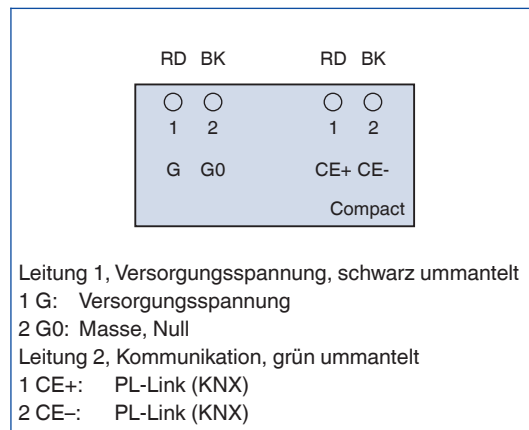 RD BK RD BK
1 2 1 2
G G0 CE+ CE-
Compact
Leitung 1, Versorgungsspannung, schwarz ummantelt
1 G: Versorgungsspannung
2 G0: Masse, Null
Leitung 2, Kommunikation, grün ummantelt
1 CE+: PL-Link (KNX)
2 CE–: PL-Link (KNX)